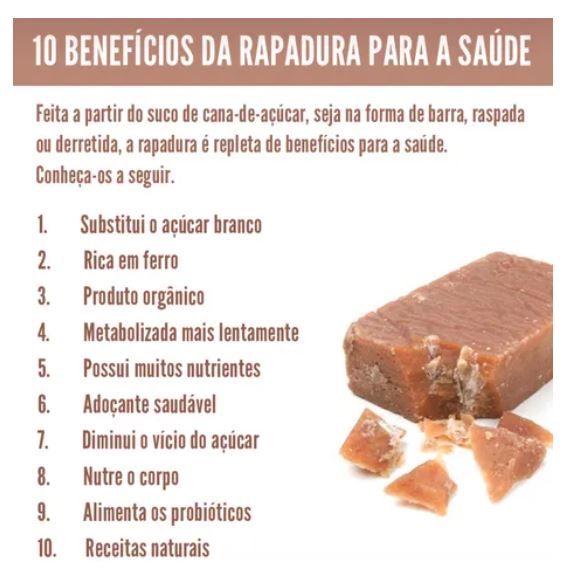 10 BENEFÍCIOS DA RAPADURA PARA A SAÚDE
Feita a partir do suco de cana-de-açúcar, seja na forma de barra, raspada
ou derretida, a rapadura é repleta de benefícios para a saúde.
Conheça-os a seguir.
1. Substitui o açúcar branco
2. Rica em ferro
3. Produto orgânico
4. Metabolizada mais lentamente
5. Possui muitos nutrientes
6. Adoçante saudável
7. Diminui o vício do açúcar
8. Nutre o corpo
9. Alimenta os probióticos
10. Receitas naturais